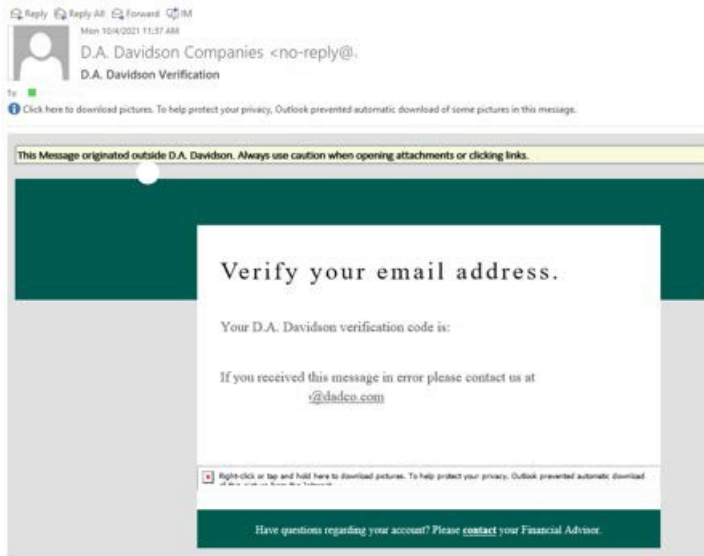 Reply Reply All Forward IM
Mon 10/4/2021 11:37 AM
D.A. Davidson Companies <no-reply@.
D.A. Davidson Verification
To
Click here to download pictures. To help protect your privacy, Outlook prevented automatic download of some pictures in this message.
This Message originated outside D.A. Davidson. Always use caution when opening attachments or clicking links.
Verify your email address.
Your D.A. Davidson verification code is:
If you received this message in error please contact us at
@dadco.com
Right-click or tap and hold here to download pictures. To help protect your privacy, Outlook prevented automatic download
Have questions regarding your account? Please contact your Financial Advisor.